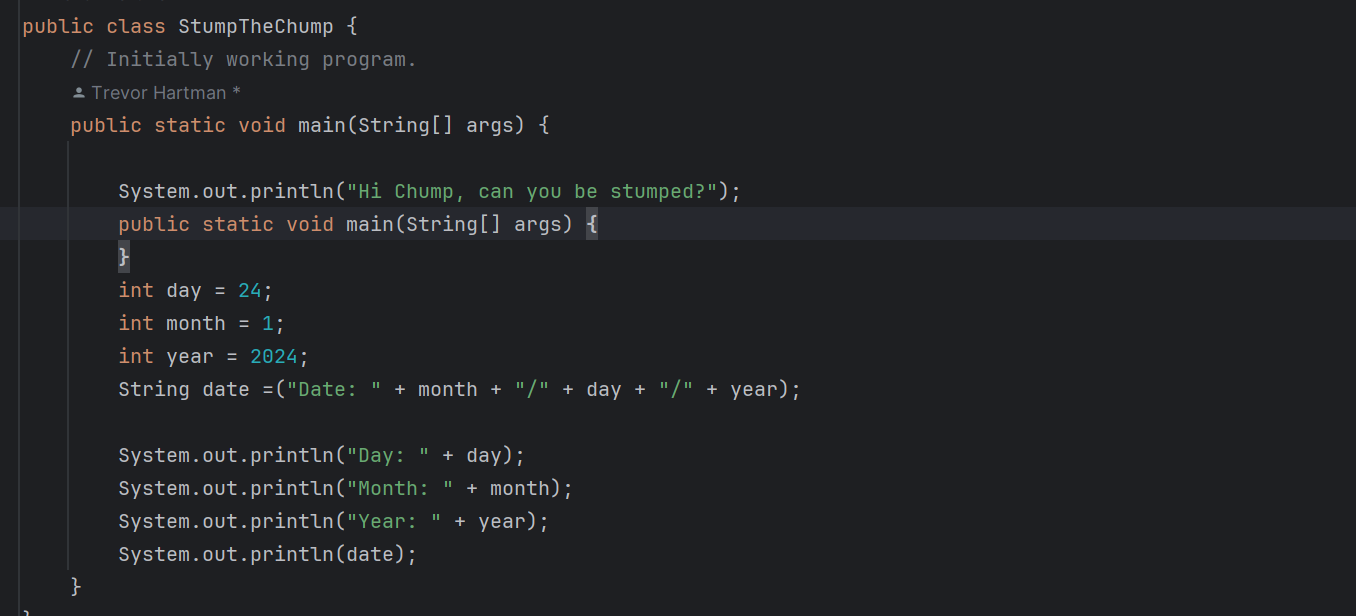 public class StumpTheChump {
// Initially working program.
Trevor Hartman *
public static void main(String[] args) {
System.out.println("Hi Chump, can you be stumped?");
public static void main(String[] args) {
}
int day = 24;
int month = 1;
int year = 2024;
String date =("Date: " + month + "/" + day + "/" + year);
System.out.println("Day: " + day);
System.out.println("Month: " + month);
System.out.println("Year: " + year);
System.out.println(date);
}
}